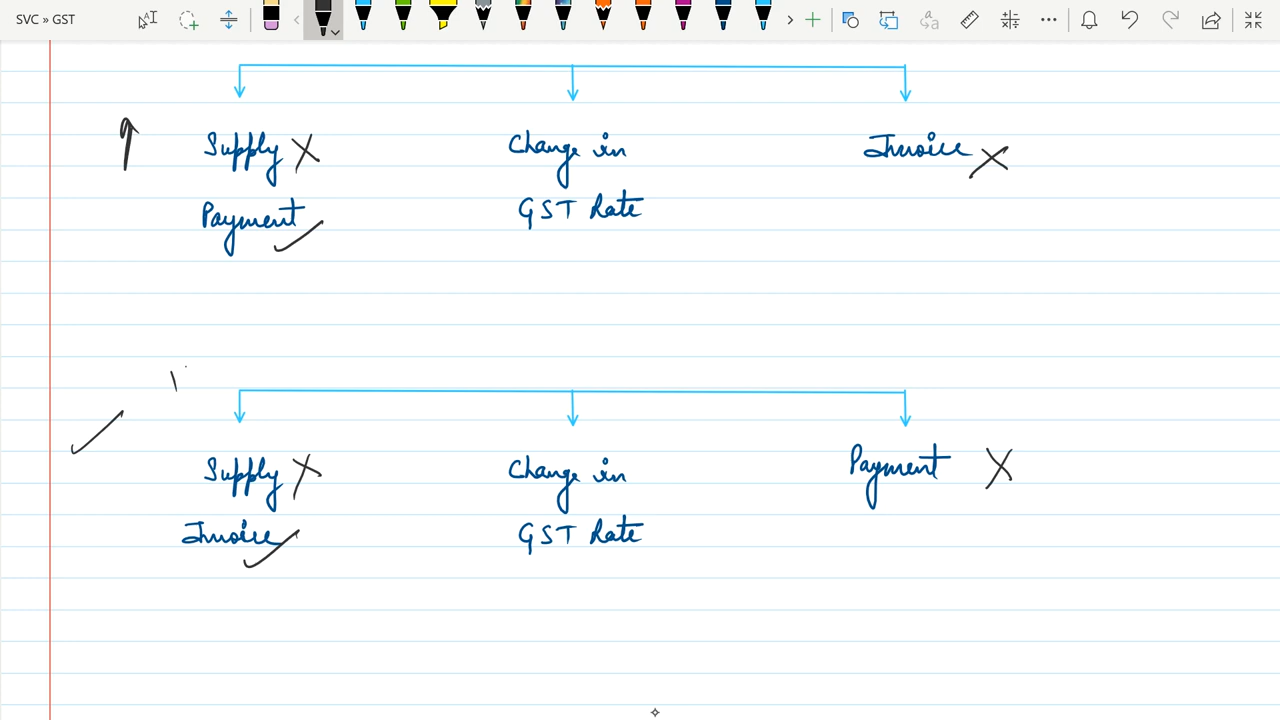 SVC » GST
Supply X Change in Invoice X
Payment ✓ GST Rate
Supply X Change in Payment X
Invoice ✓ GST Rate